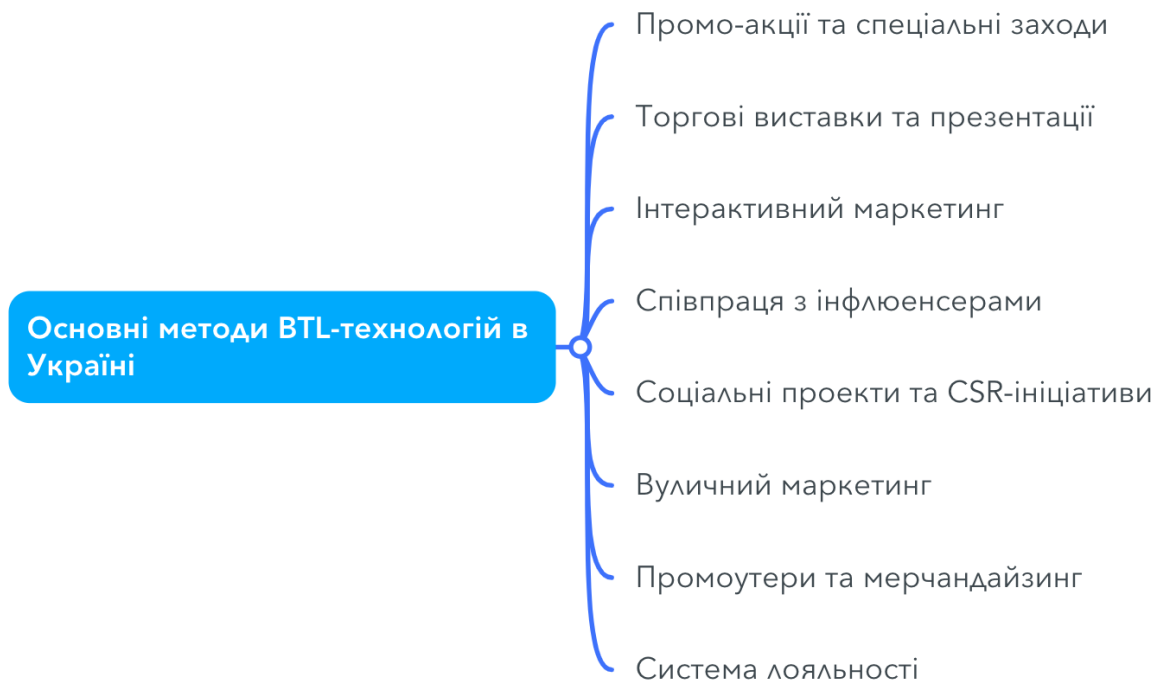 Промо-акції та спеціальні заходи
Торгові виставки та презентації
Інтерактивний маркетинг
Співпраця з інфлюенсерами
Основні методи BTL-технологій в
Україні
Соціальні проекти та CSR-ініціативи
Вуличний маркетинг
Промоутери та мерчандайзинг
Система лояльності